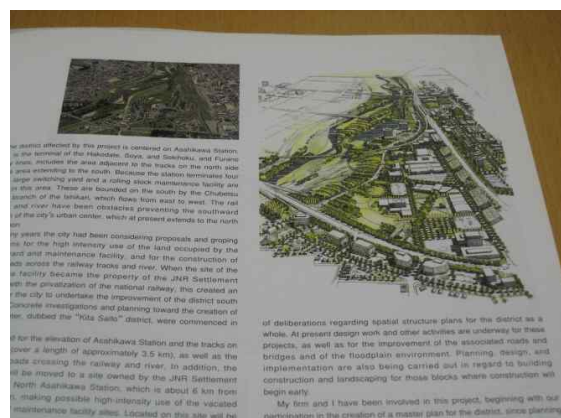 district affected by this project is centered on Asahikawa Station,
is the terminal of the Hakodate, Soya, and Sekihoku, and Furano
lines, includes the area adjacent to the tracks on the north side
area extending to the south. Because the station terminates four
large switching yard and a rolling stock maintenance facility are
this area. These are bounded on the south by the Chubetsu
branch of the Ishikari, which flows from east to west. The rail
and river have been obstacles preventing the southward
of the city's urban center, which at present extends to the north
years the city had been considering proposals and groping
for the high intensity use of the land occupied by the
and maintenance facility, and for the construction of
across the railway tracks and river. When the site of the
facility became the property of the JNR Settlement
with the privatization of the national railway, this created an
the city to undertake the improvement of the district south
Concrete investigations and planning toward the creation of
dubbed the "Kita Saito" district, were commenced in
for the elevation of Asahikawa Station and the tracks on
cover a length of approximately 3.5 km), as well as the
crossing the railway and river. In addition, the
will be moved to a site owned by the JNR Settlement
North Asahikawa Station, which is about 6 km from
making possible high-intensity use of the vacated
maintenance facility sites. Located on this site will be
of deliberations regarding spatial structure plans for the district as a
whole. At present design work and other activities are underway for these
projects, as well as for the improvement of the associated roads and
bridges and of the floodplain environment. Planning, design, and
implementation are also being carried out in regard to building
construction and landscaping for those blocks where construction will
begin early.
My firm and I have been involved in this project, beginning with our
participation in the creation of a master plan for the district, since planning